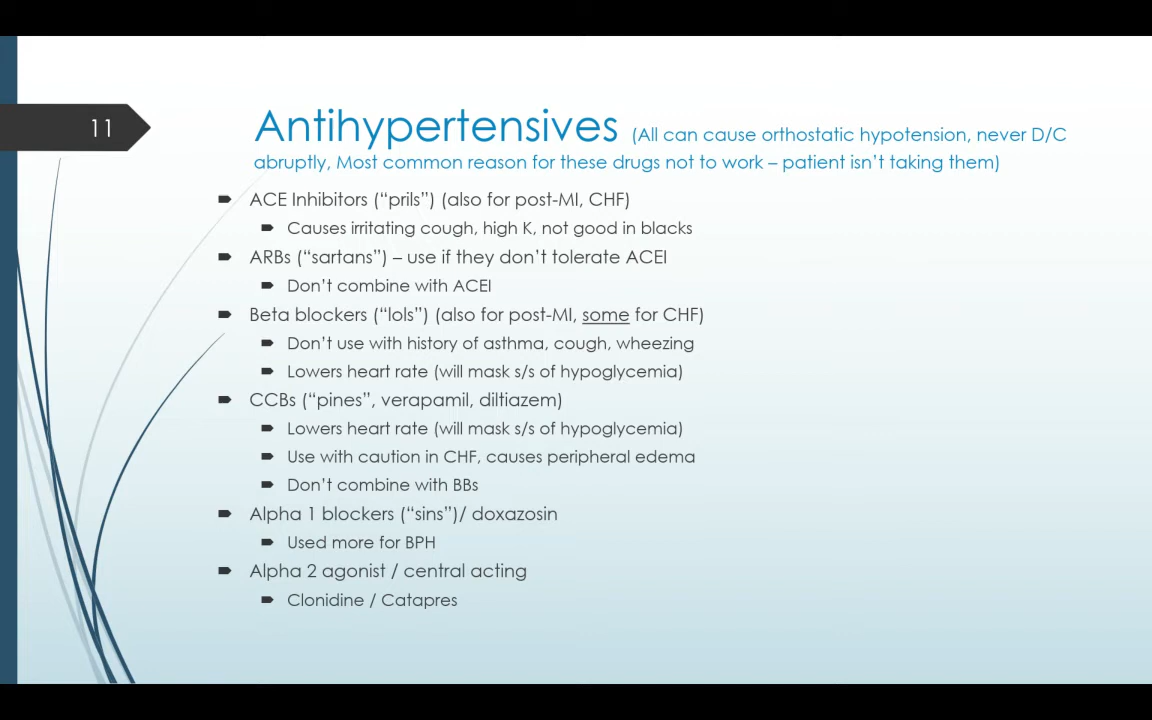 11
Antihypertensives (All can cause orthostatic hypotension, never D/C
abruptly, Most common reason for these drugs not to work – patient isn’t taking them)
ACE Inhibitors (“prils”) (also for post-MI, CHF)
Causes irritating cough, high K, not good in blacks
ARBs (“sartans”) – use if they don’t tolerate ACEI
Don’t combine with ACEI
Beta blockers (“lols”) (also for post-MI, some for CHF)
Don’t use with history of asthma, cough, wheezing
Lowers heart rate (will mask s/s of hypoglycemia)
CCBs (“pines”, verapamil, diltiazem)
Lowers heart rate (will mask s/s of hypoglycemia)
Use with caution in CHF, causes peripheral edema
Don’t combine with BBs
Alpha 1 blockers (“sins”)/ doxazosin
Used more for BPH
Alpha 2 agonist / central acting
Clonidine / Catapres